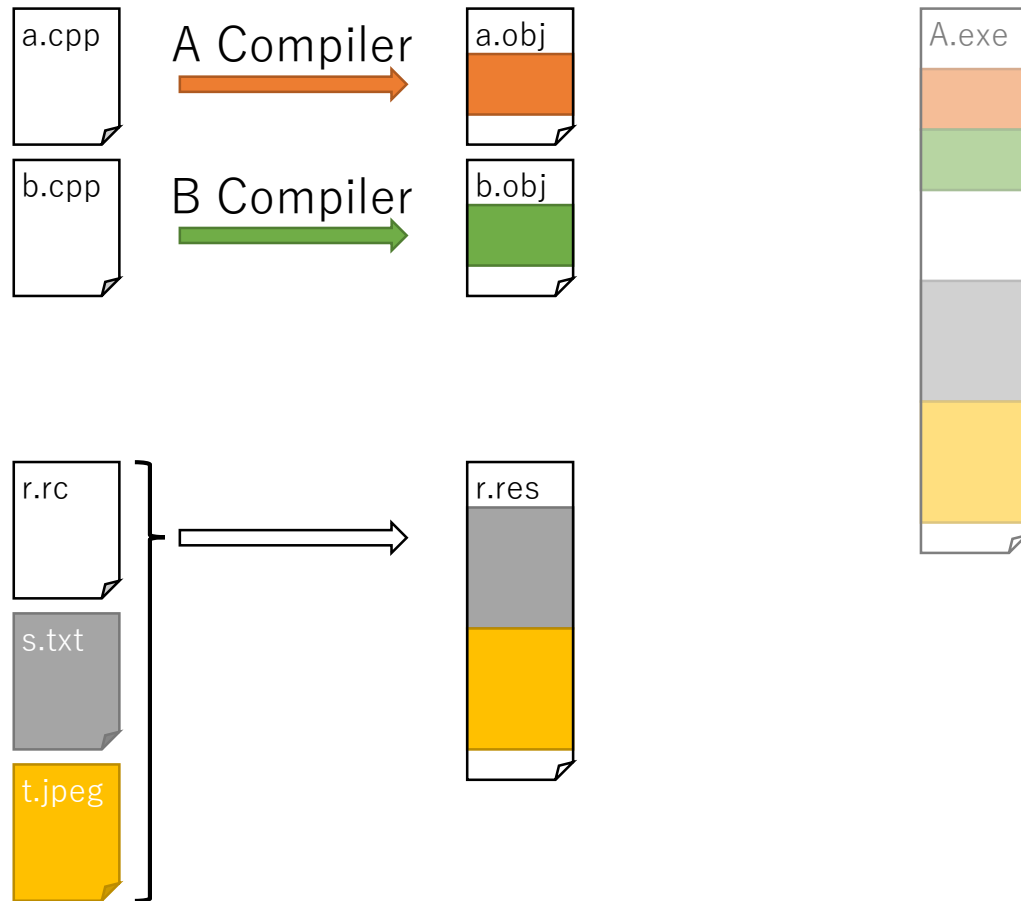 a.cpp
A Compiler
a.obj
A.exe
b.cpp
B Compiler
b.obj
r.rc
r.res
s.txt
t.jpeg